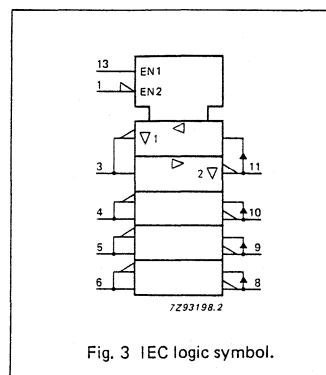 13 EN1
1 EN2
1
3 2 11
4 10
5 9
6 8
7Z93198.2
Fig. 3 IEC logic symbol.